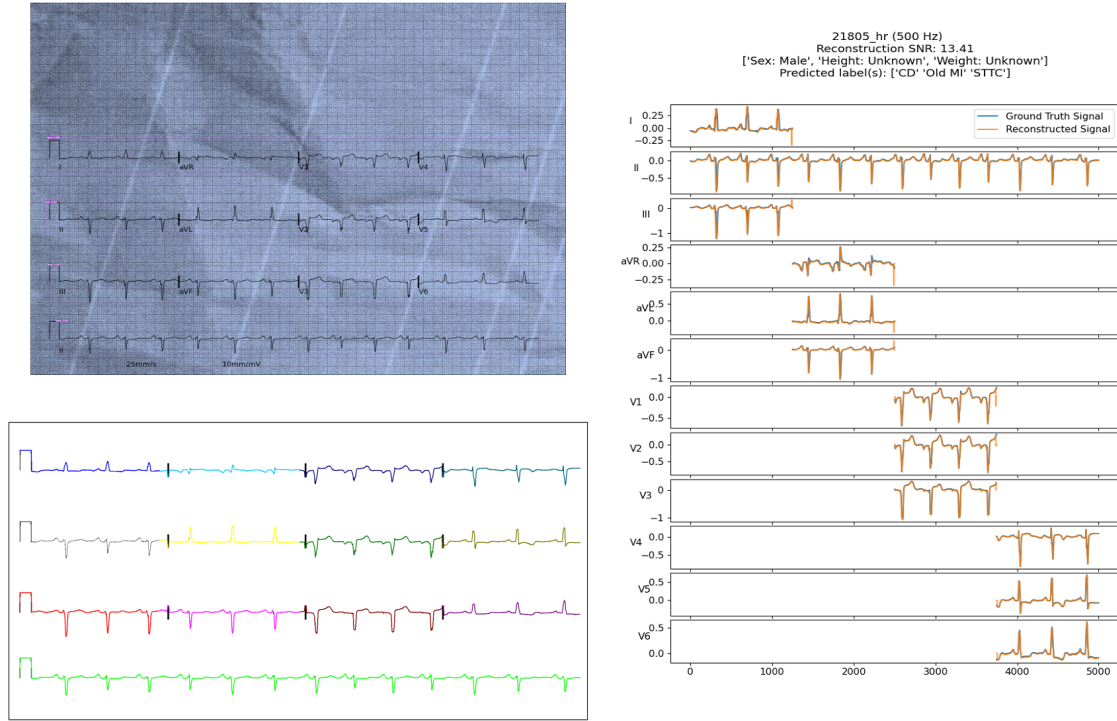 I
aVR
V1
V4
II
aVL
V2
V5
III
aVF
V3
V6
II
25mm/s
10mm/mV
21805_hr (500 Hz)
Reconstruction SNR: 13.41
['Sex: Male', 'Height: Unknown', 'Weight: Unknown']
Predicted label(s): ['CD' 'Old MI' 'STTC']
Ground Truth Signal
Reconstructed Signal
I
0.25
0.00
−0.25
II
0.0
−0.5
III
0
−1
aVR
0.25
0.00
−0.25
aVL
0.5
0.0
aVF
0
−1
V1
0.0
−0.5
V2
0.0
−0.5
V3
0
−1
V4
0.0
−0.5
V5
0.5
0.0
V6
0.5
0.0
0
1000
2000
3000
4000
5000